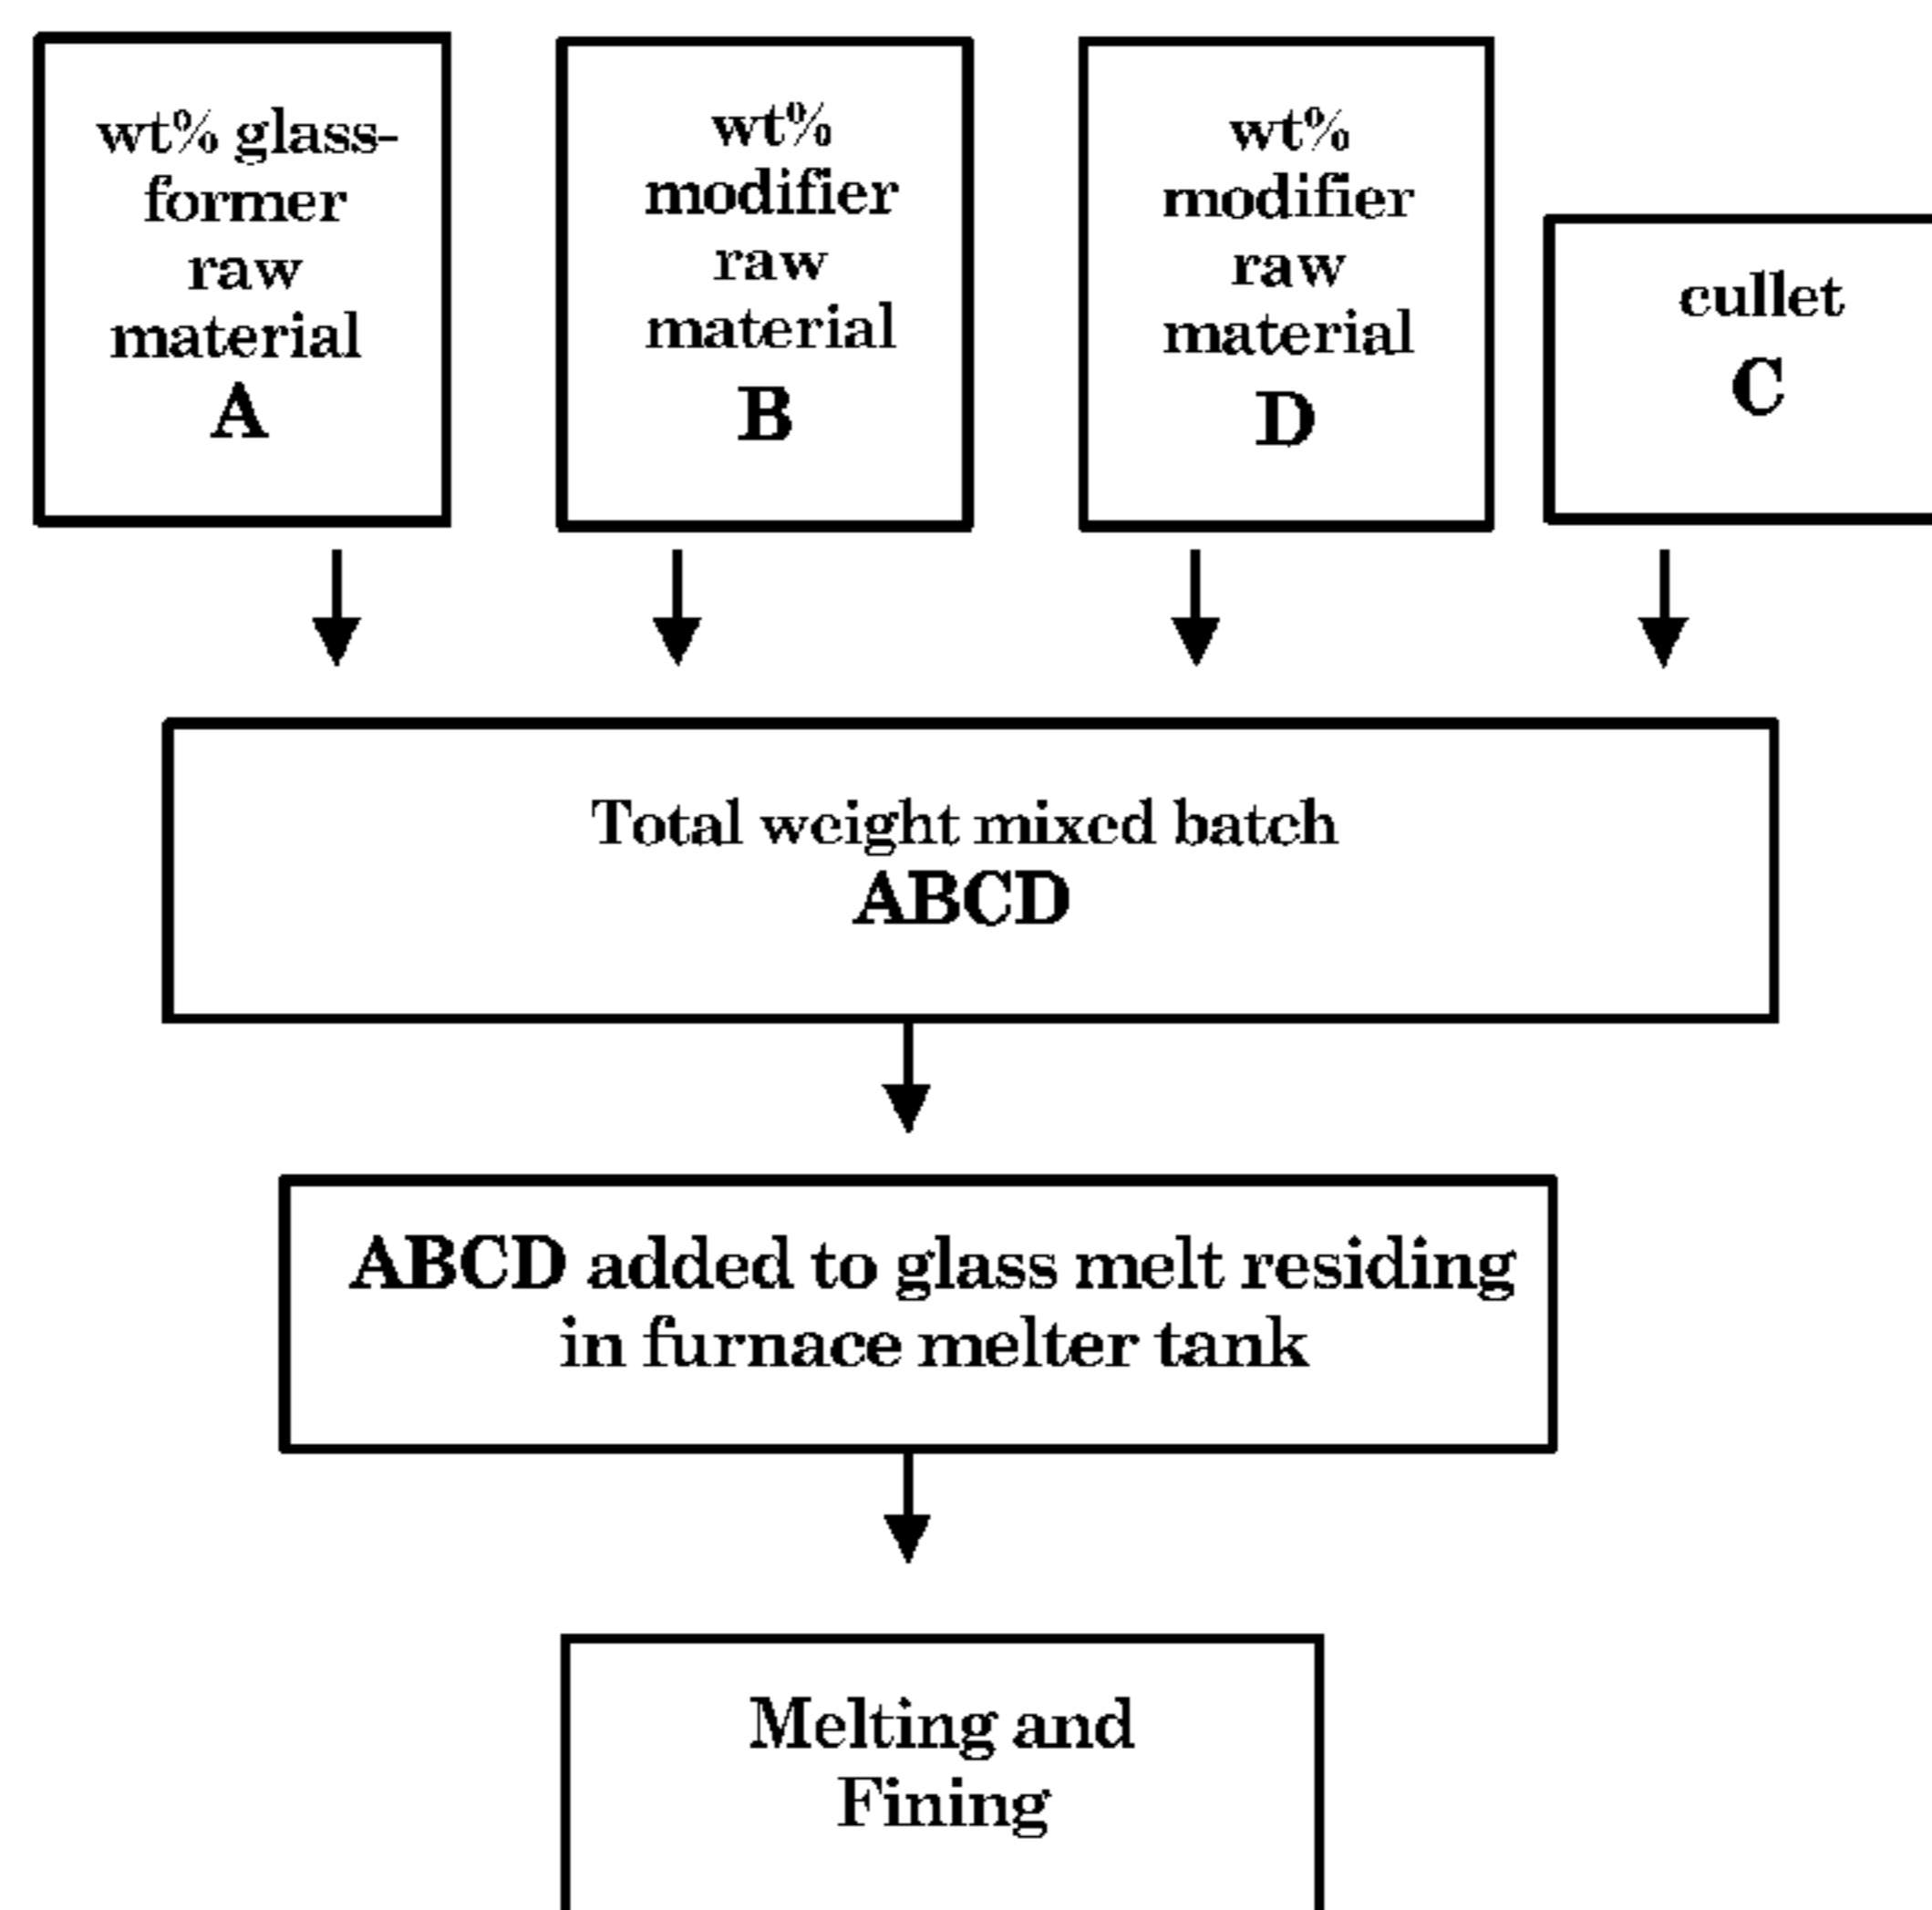 wt% glass-
former
raw
material
A
wt%
modifier
raw
material
B
wt%
modifier
raw
material
D
cullet
C
Total weight mixed batch
ABCD
ABCD added to glass melt residing
in furnace melter tank
Melting and
Fining